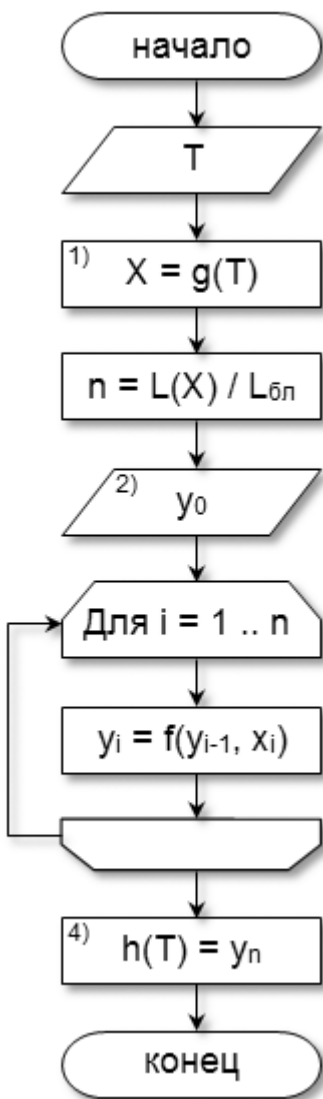 начало
T
1) X = g(T)
n = L(X) / Lбл
2) y0
Для i = 1 .. n
yi = f(yi-1, xi)
4) h(T) = yn
конец